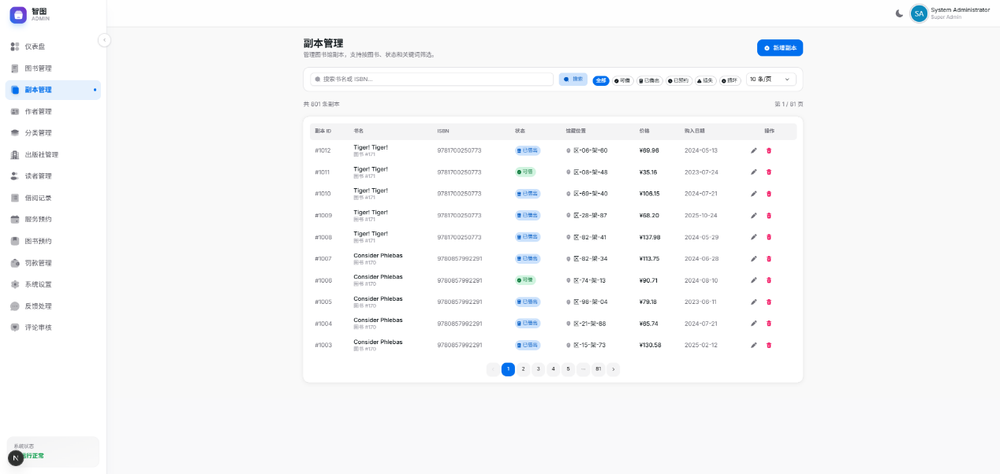 智图
ADMIN
System Administrator
Super Admin
SA
仪表盘
图书管理
副本管理
作者管理
分类管理
出版社管理
读者管理
借阅记录
服务预约
图书预约
罚款管理
系统设置
反馈处理
评论审核
系统状态
运行正常
N
副本管理
管理图书馆副本，支持按图书、状态和关键词筛选。
新增副本
搜索书名或 ISBN...
搜索
全部 可借 已借出 已预约 遗失 损坏
10 条/页
共 801 条副本
第 1 / 81 页
副本 ID 书名 ISBN 状态 馆藏位置 价格 购入日期 操作
#1012 Tiger! Tiger! 9781700250773 已借出 区-06-架-60 ¥69.96 2024-05-13
图书 #171
#1011 Tiger! Tiger! 9781700250773 可借 区-08-架-48 ¥35.16 2023-07-24
图书 #171
#1010 Tiger! Tiger! 9781700250773 已借出 区-69-架-40 ¥106.15 2024-07-21
图书 #171
#1009 Tiger! Tiger! 9781700250773 已借出 区-28-架-87 ¥68.20 2025-10-24
图书 #171
#1008 Tiger! Tiger! 9781700250773 已借出 区-82-架-41 ¥137.98 2024-05-29
图书 #171
#1007 Consider Phlebas 9780857992291 已借出 区-82-架-34 ¥113.75 2024-06-28
图书 #170
#1006 Consider Phlebas 9780857992291 可借 区-74-架-13 ¥90.71 2024-08-10
图书 #170
#1005 Consider Phlebas 9780857992291 已借出 区-98-架-04 ¥79.18 2023-06-11
图书 #170
#1004 Consider Phlebas 9780857992291 已借出 区-21-架-88 ¥65.74 2024-07-21
图书 #170
#1003 Consider Phlebas 9780857992291 已借出 区-15-架-73 ¥130.58 2025-02-12
图书 #170
1 2 3 4 5 ... 81